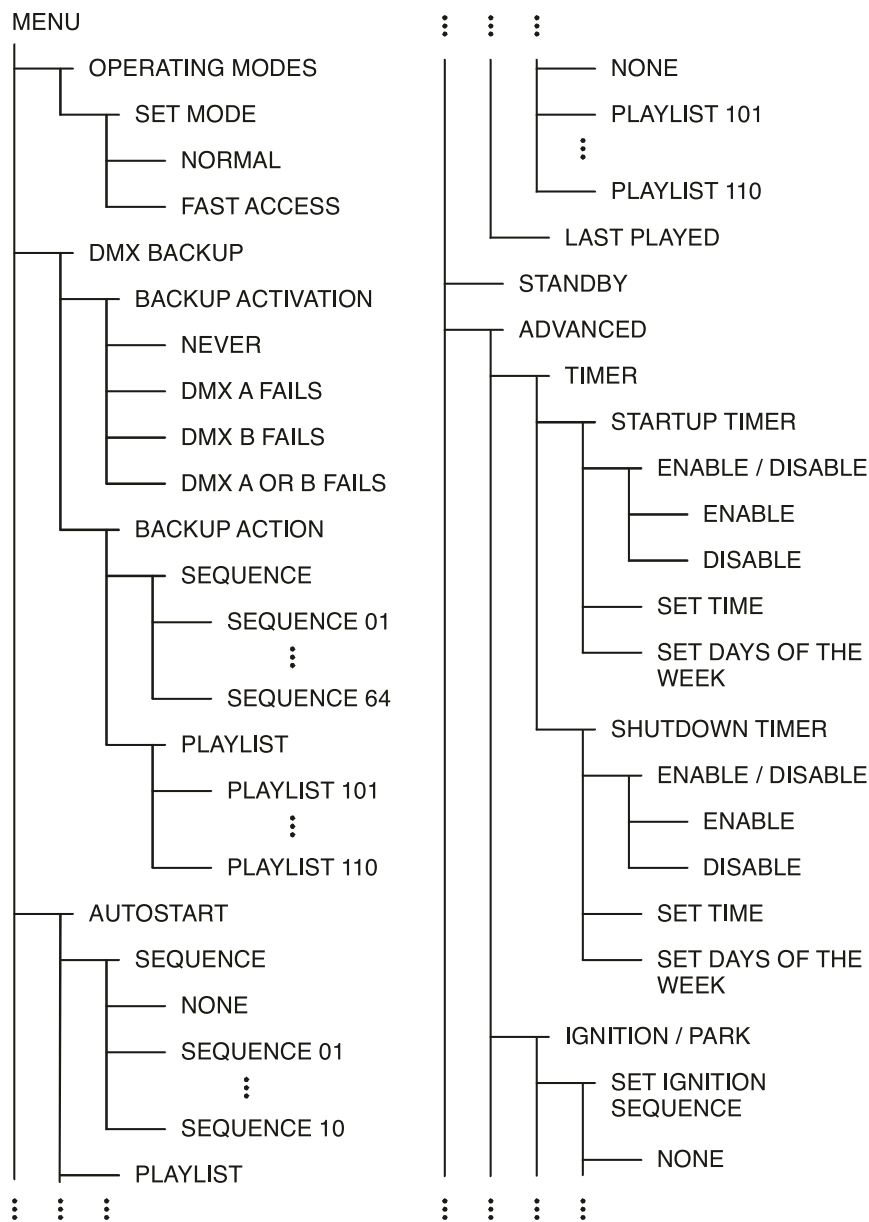 MENU
OPERATING MODES
SET MODE
NORMAL
FAST ACCESS
DMX BACKUP
BACKUP ACTIVATION
NEVER
DMX A FAILS
DMX B FAILS
DMX A OR B FAILS
BACKUP ACTION
SEQUENCE
SEQUENCE 01
SEQUENCE 64
PLAYLIST
PLAYLIST 101
PLAYLIST 110
AUTOSTART
SEQUENCE
NONE
SEQUENCE 01
SEQUENCE 10
PLAYLIST
NONE
PLAYLIST 101
PLAYLIST 110
LAST PLAYED
STANDBY
ADVANCED
TIMER
STARTUP TIMER
ENABLE / DISABLE
ENABLE
DISABLE
SET TIME
SET DAYS OF THE
WEEK
SHUTDOWN TIMER
ENABLE / DISABLE
ENABLE
DISABLE
SET TIME
SET DAYS OF THE
WEEK
IGNITION / PARK
SET IGNITION
SEQUENCE
NONE